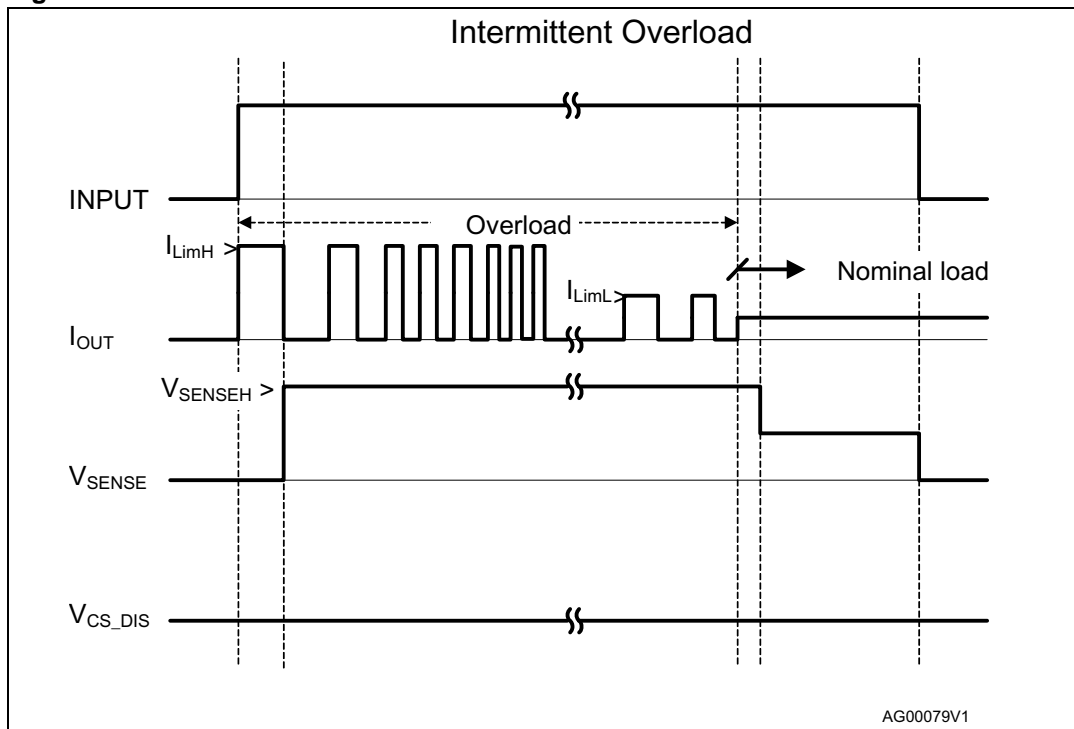 Intermittent Overload
INPUT
Overload
I_LimH >
Nominal load
I_LimL >
I_OUT
V_SENSEH >
V_SENSE
V_CS_DIS
AG00079V1